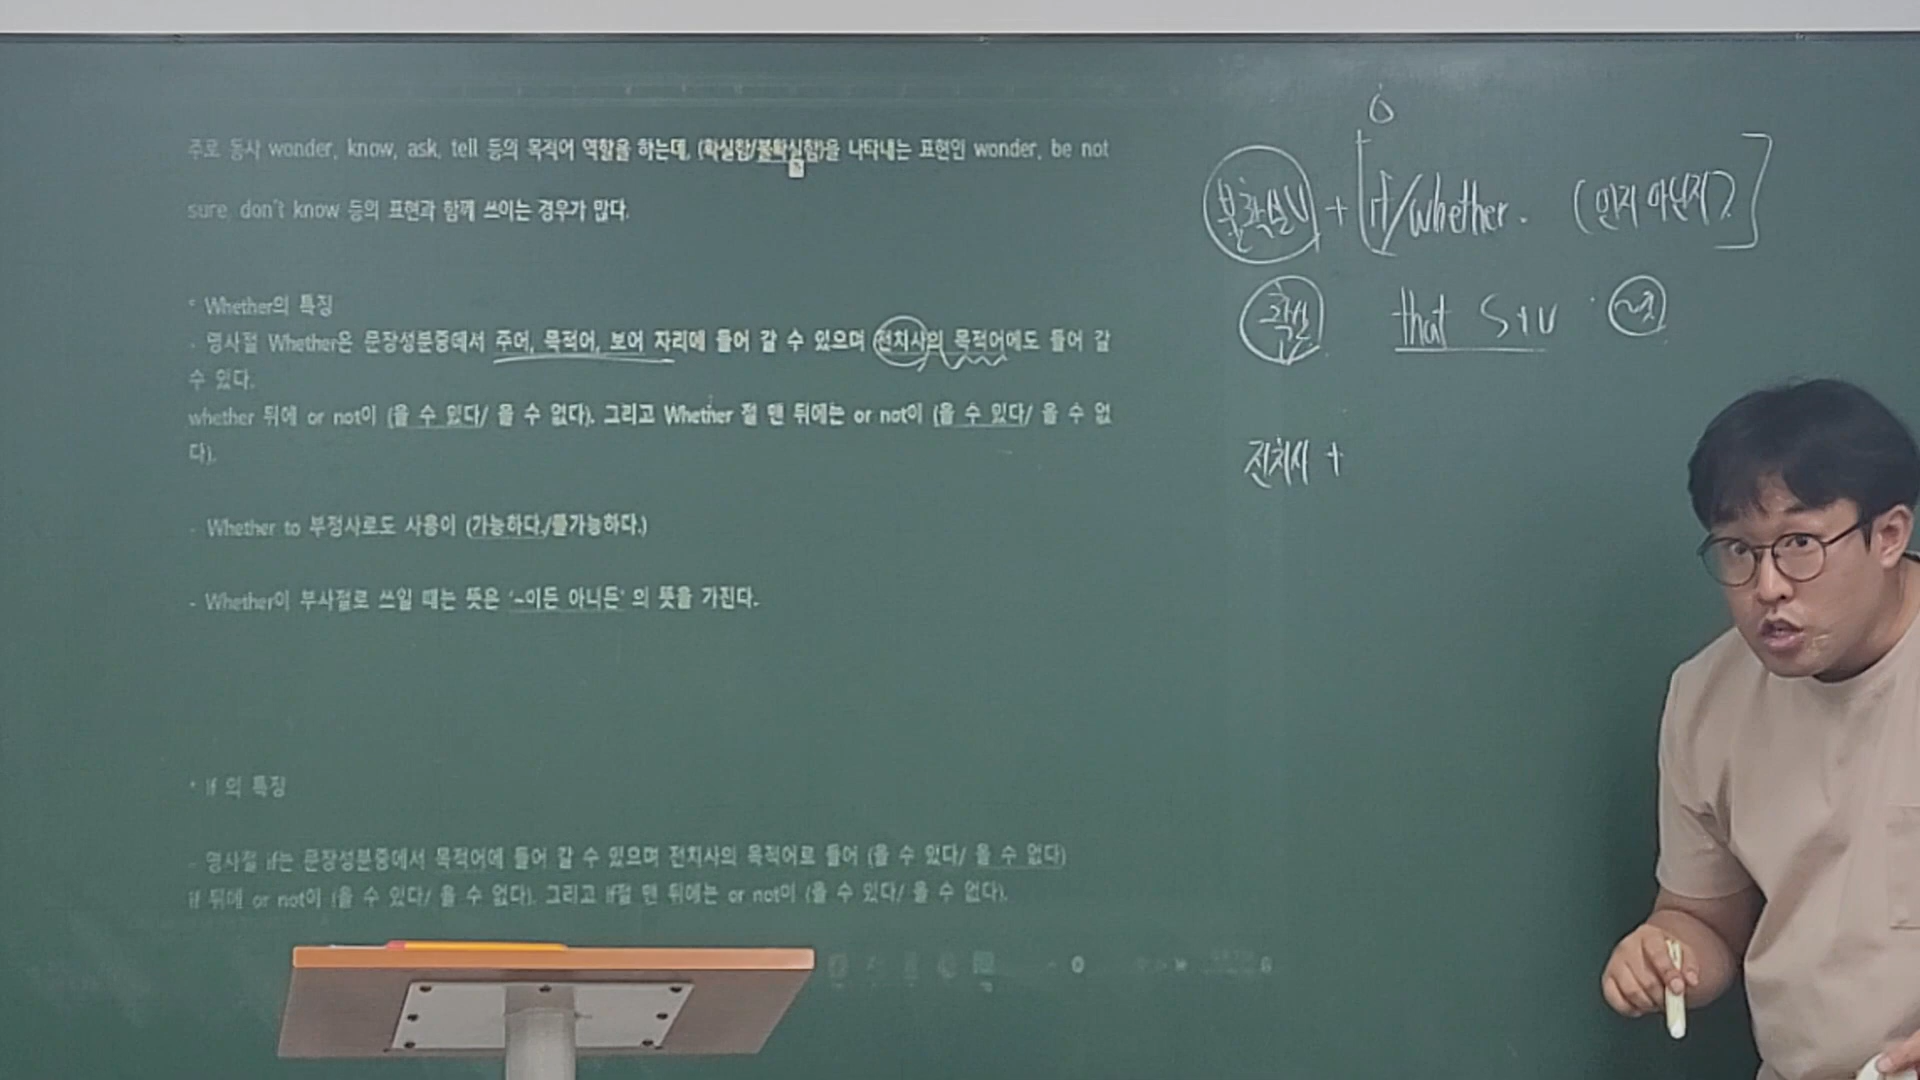 주로 동사 wonder, know, ask, tell 등의 목적어 역할을 하는데, (확실함/불확실함)을 나타내는 표현인 wonder, be not
sure, don't know 등의 표현과 함께 쓰이는 경우가 많다.
* Whether의 특징
- 명사절 Whether은 문장성분중에서 주어, 목적어, 보어 자리에 들어 갈 수 있으며 전치사의 목적어에도 들어 갈
수 있다.
whether 뒤에 or not이 (올 수 있다/ 올 수 없다). 그리고 Whether 절 맨 뒤에는 or not이 (올 수 있다/ 올 수 없
다).
- Whether to 부정사로도 사용이 (가능하다./불가능하다.)
- Whether이 부사절로 쓰일 때는 뜻은 '~이든 아니든' 의 뜻을 가진다.
* If 의 특징
- 명사절 if는 문장성분중에서 목적어에 들어 갈 수 있으며 전치사의 목적어로 들어 (올 수 있다/ 올 수 없다)
if 뒤에 or not이 (올 수 있다/ 올 수 없다). 그리고 if절 맨 뒤에는 or not이 (올 수 있다/ 올 수 없다).
불확실 + [if/whether. (인지 아닌지)]
확신 that S+V
전치사 +